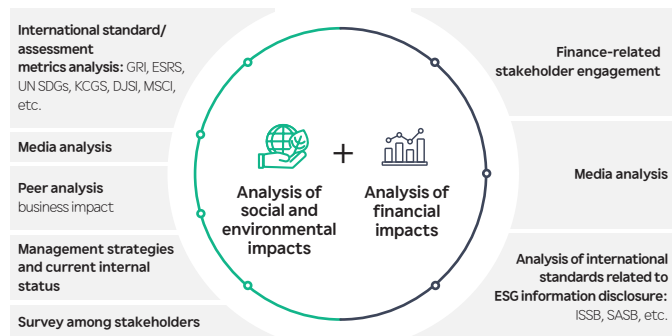 International standard/
assessment
metrics analysis: GRI, ESRS,
UN SDGs, KCGS, DJSI, MSCI,
etc.
Media analysis
Peer analysis
business impact
Management strategies
and current internal
status
Survey among stakeholders
Analysis of
social and
environmental
impacts
+
Analysis of
financial
impacts
Finance-related
stakeholder engagement
Media analysis
Analysis of international
standards related to
ESG information disclosure:
ISSB, SASB, etc.